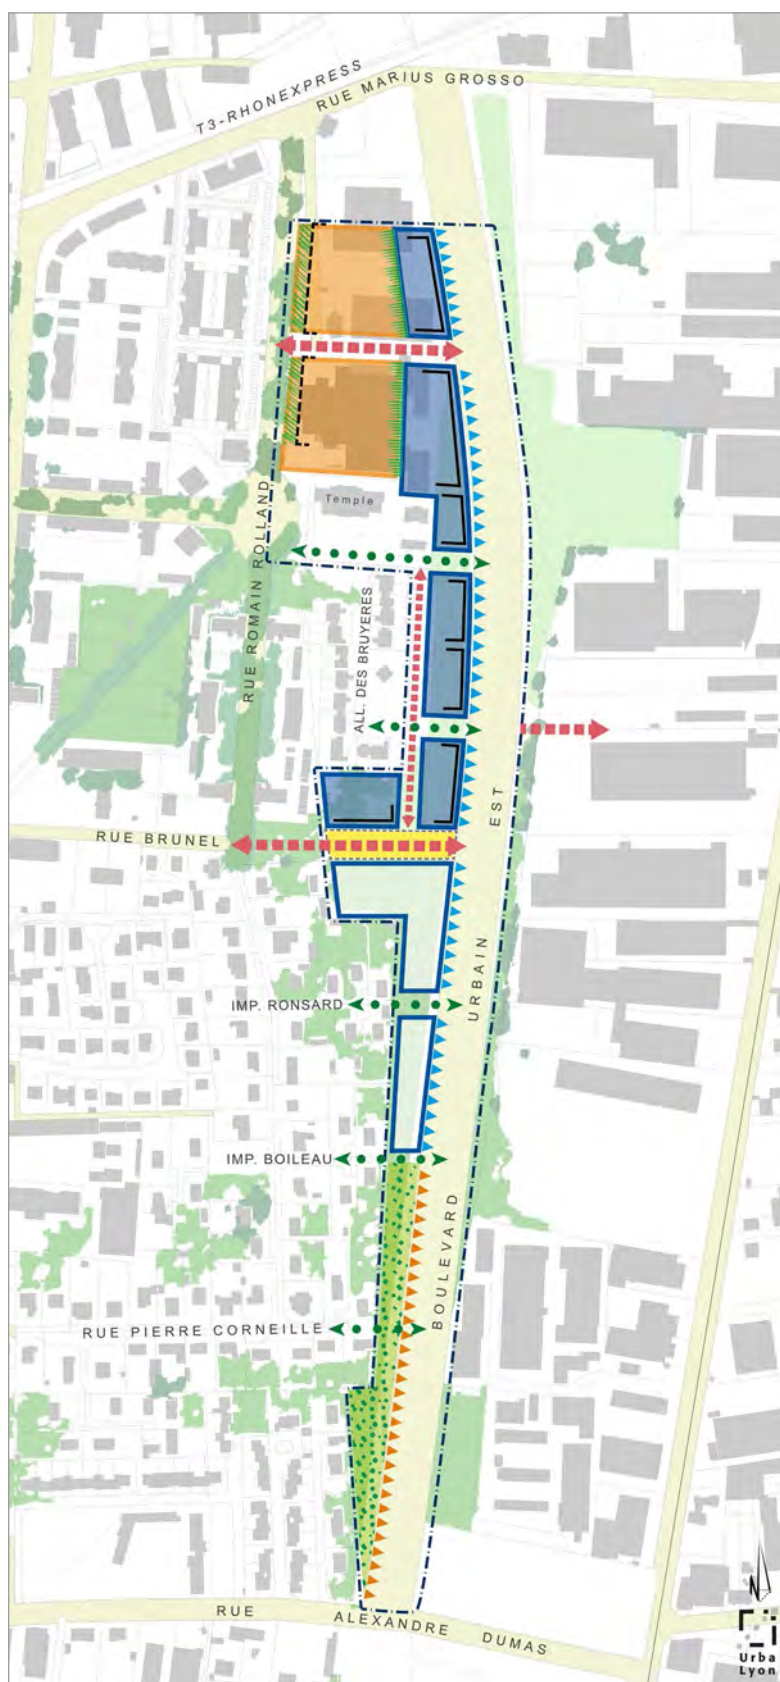 T3-RHONEXPRESS
RUE MARIUS GROSSO
Temple
RUE ROMAIN ROLLAND
ALL. DES BRUYERES
RUE BRUNEL
BOULEVARD URBAIN EST
IMP. RONSARD
IMP. BOILEAU
RUE PIERRE CORNEILLE
RUE ALEXANDRE DUMAS
N
Urba
Lyon